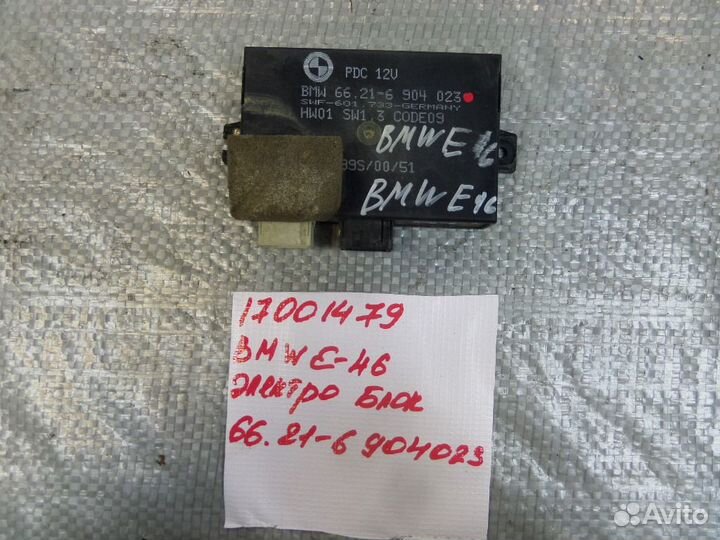 PDC 12V
BMW 66.21-6 904 023
SWF-601.733-GERMANY
HW01 SW1.3 CODE09
99S/00/51
BMW E46
BMW E46
17001479
BMW E-46
Электро Блок
66.21-6 904023
Avito